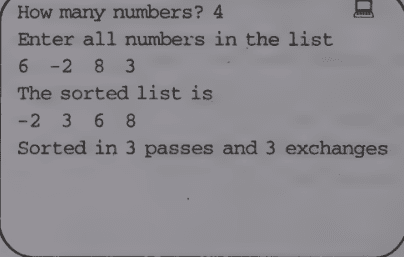 How many numbers? 4
Enter all numbers in the list
6 -2 8 3
The sorted list is
-2 3 6 8
Sorted in 3 passes and 3 exchanges